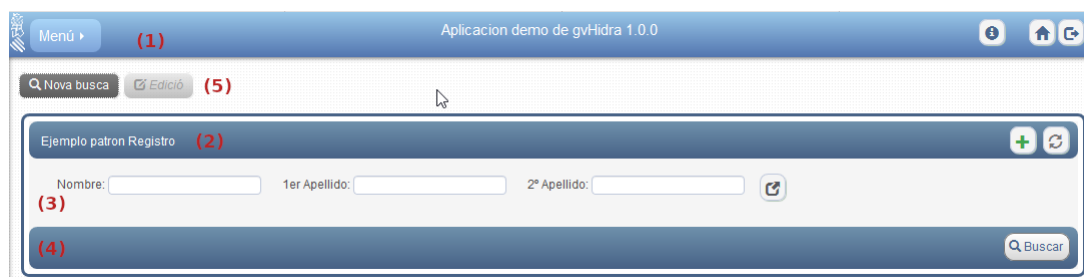 Menú
(1)
Aplicacion demo de gvHidra 1.0.0
Nova busca
Edició
(5)
Ejemplo patron Registro
(2)
Nombre:
1er Apellido:
2º Apellido:
(3)
(4)
Buscar